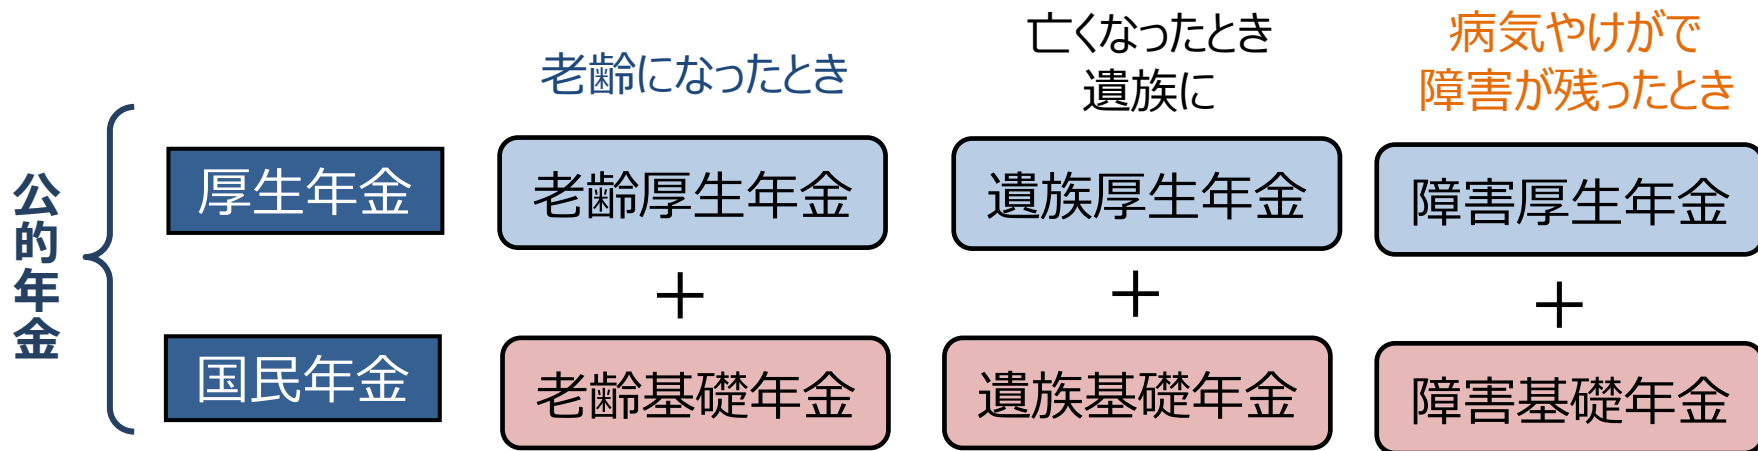 公的年金
老齢になったとき
亡くなったとき
遺族に
病気やけがで
障害が残ったとき
厚生年金
老齢厚生年金
遺族厚生年金
障害厚生年金
＋
＋
＋
国民年金
老齢基礎年金
遺族基礎年金
障害基礎年金